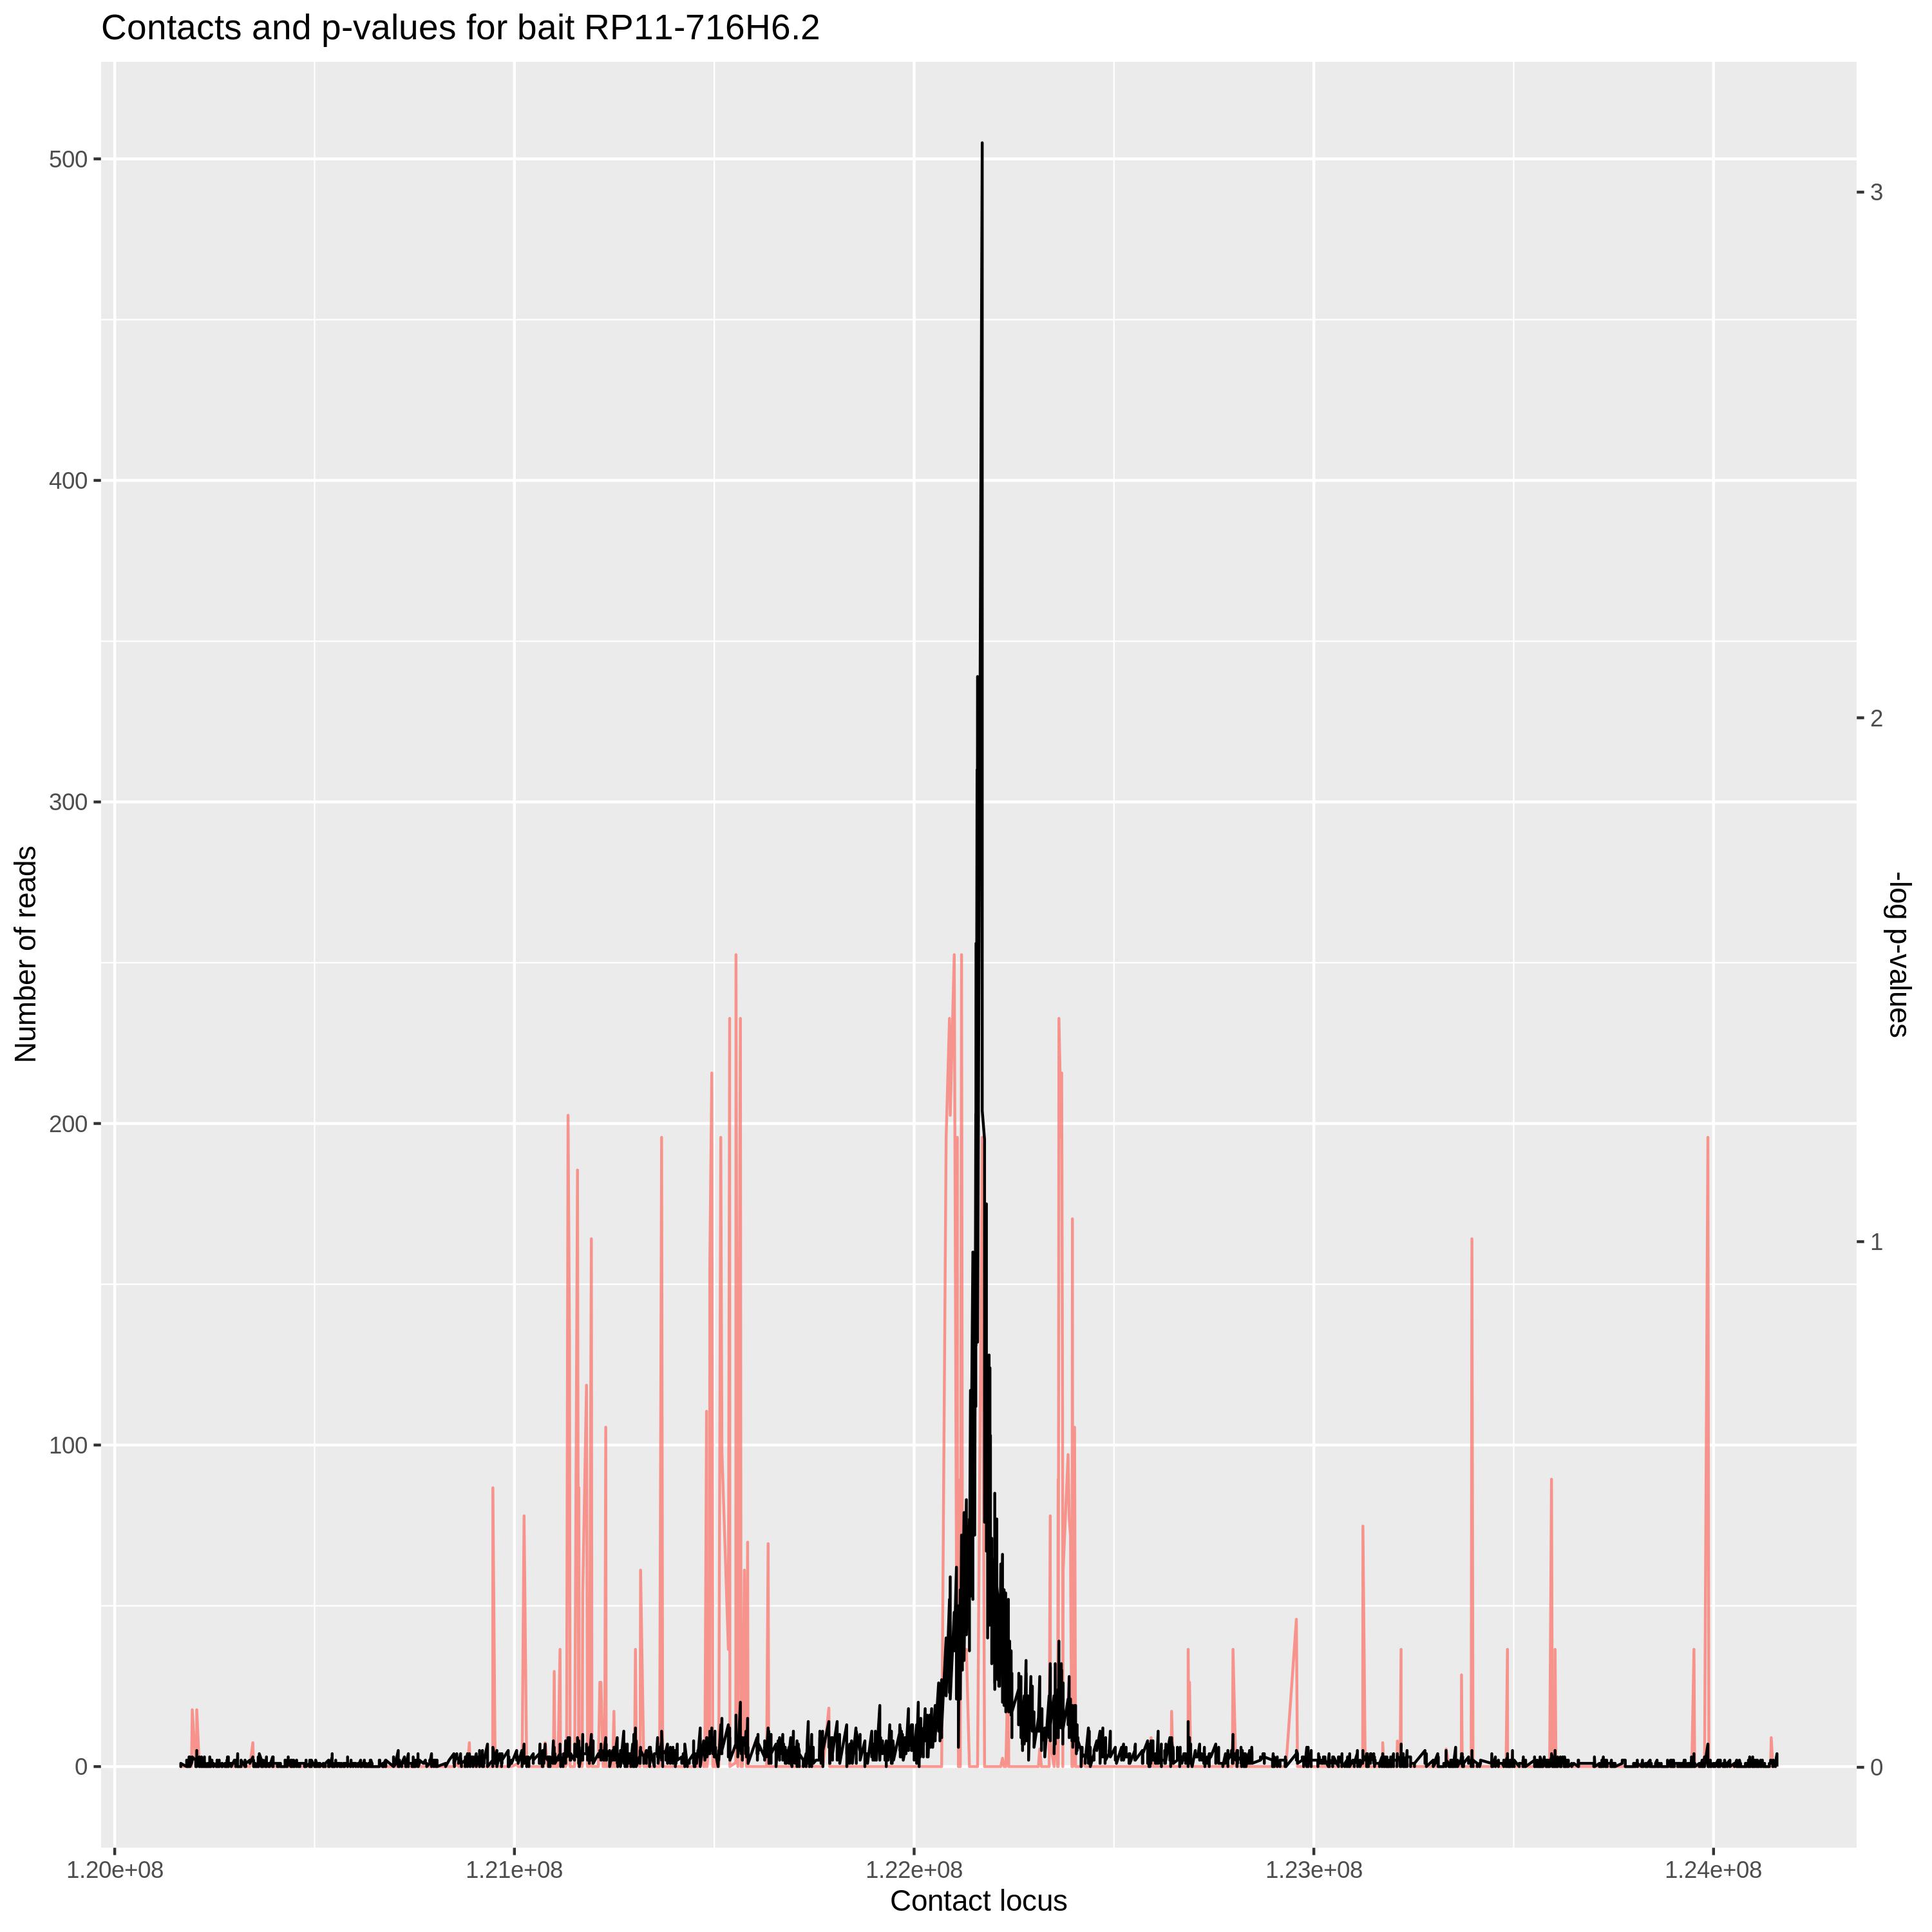 Contacts and p-values for bait RP11-716H6.2
500
400
300
200
100
0
Number of reads
3
2
1
0
-log p-values
1.20e+08
1.21e+08
1.22e+08
1.23e+08
1.24e+08
Contact locus